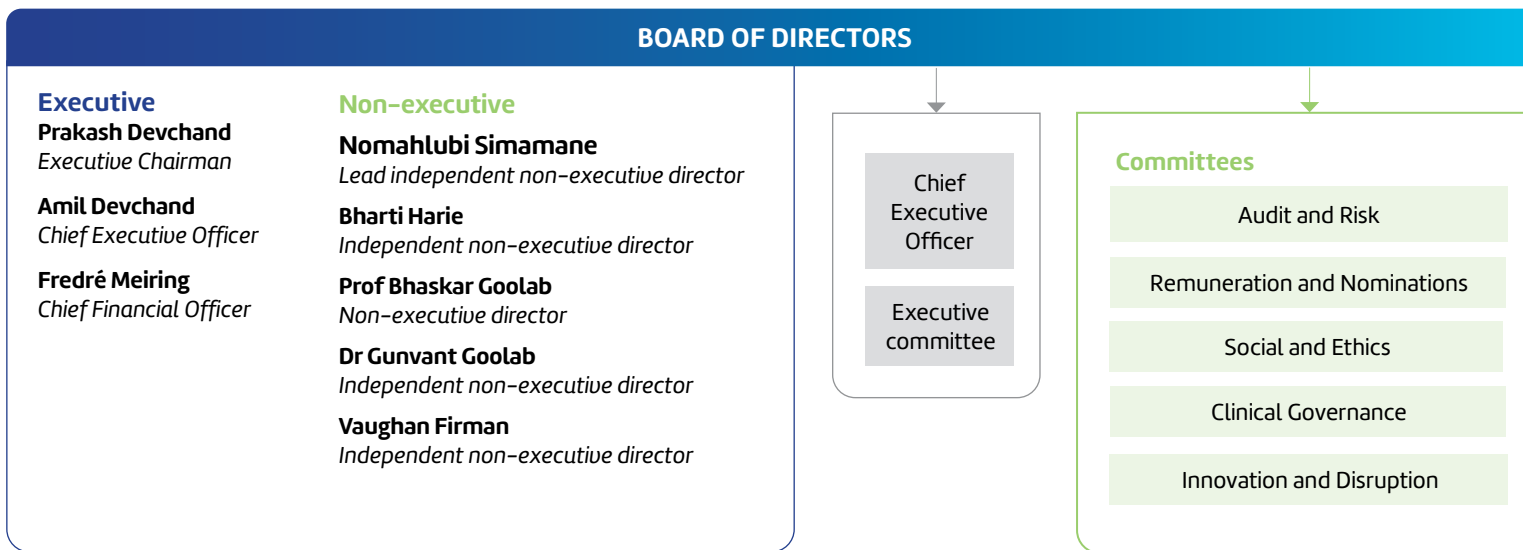 BOARD OF DIRECTORS
Executive
Prakash Devchand
Executive Chairman
Amil Devchand
Chief Executive Officer
Fredré Meiring
Chief Financial Officer
Non-executive
Nomahlubi Simamane
Lead independent non-executive director
Bharti Harie
Independent non-executive director
Prof Bhaskar Goolab
Non-executive director
Dr Gunvant Goolab
Independent non-executive director
Vaughan Firman
Independent non-executive director
Chief
Executive
Officer
Executive
committee
Committees
Audit and Risk
Remuneration and Nominations
Social and Ethics
Clinical Governance
Innovation and Disruption